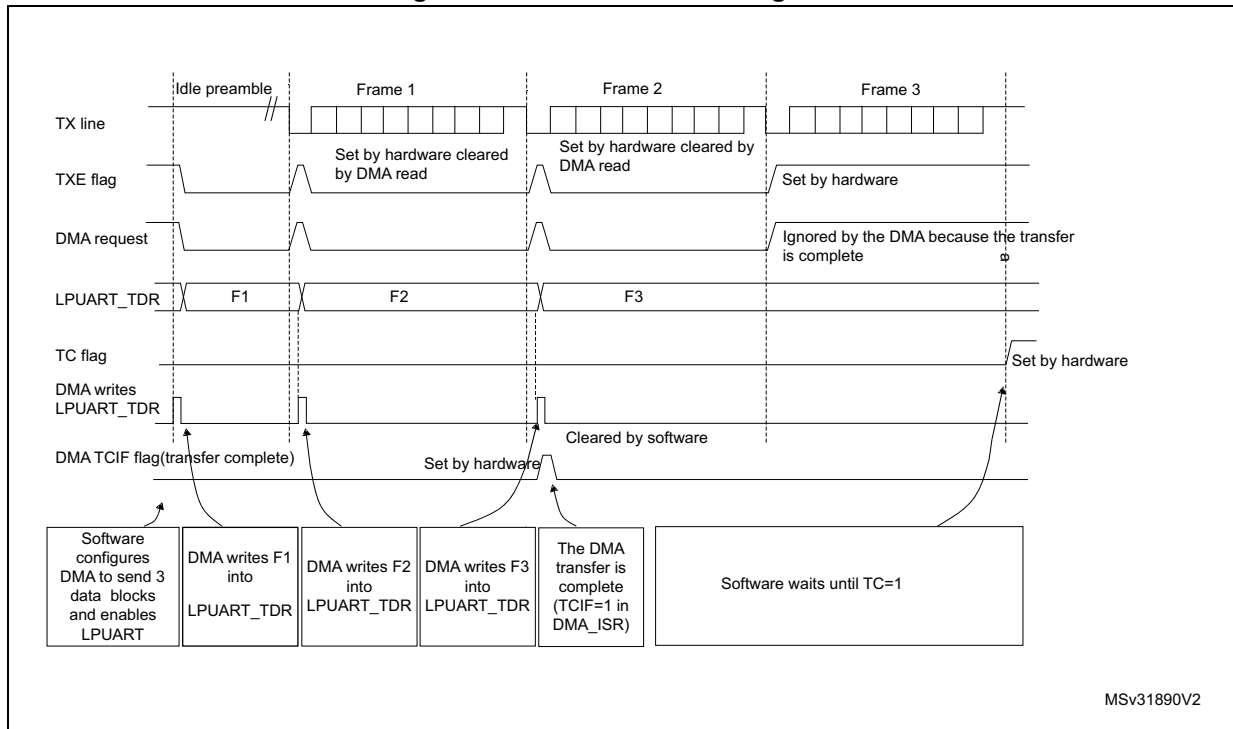 Idle preamble
Frame 1
Frame 2
Frame 3
TX line
Set by hardware cleared
by DMA read
Set by hardware cleared by
DMA read
TXE flag
Set by hardware
DMA request
Ignored by the DMA because the transfer
is complete
LPUART_TDR
F1
F2
F3
TC flag
Set by hardware
DMA writes
LPUART_TDR
Cleared by software
DMA TCIF flag(transfer complete)
Set by hardware
Software
configures
DMA to send 3
data blocks
and enables
LPUART
DMA writes F1
into
LPUART_TDR
DMA writes F2
into
LPUART_TDR
DMA writes F3
into
LPUART_TDR
The DMA
transfer is
complete
(TCIF=1 in
DMA_ISR)
Software waits until TC=1
MSv31890V2